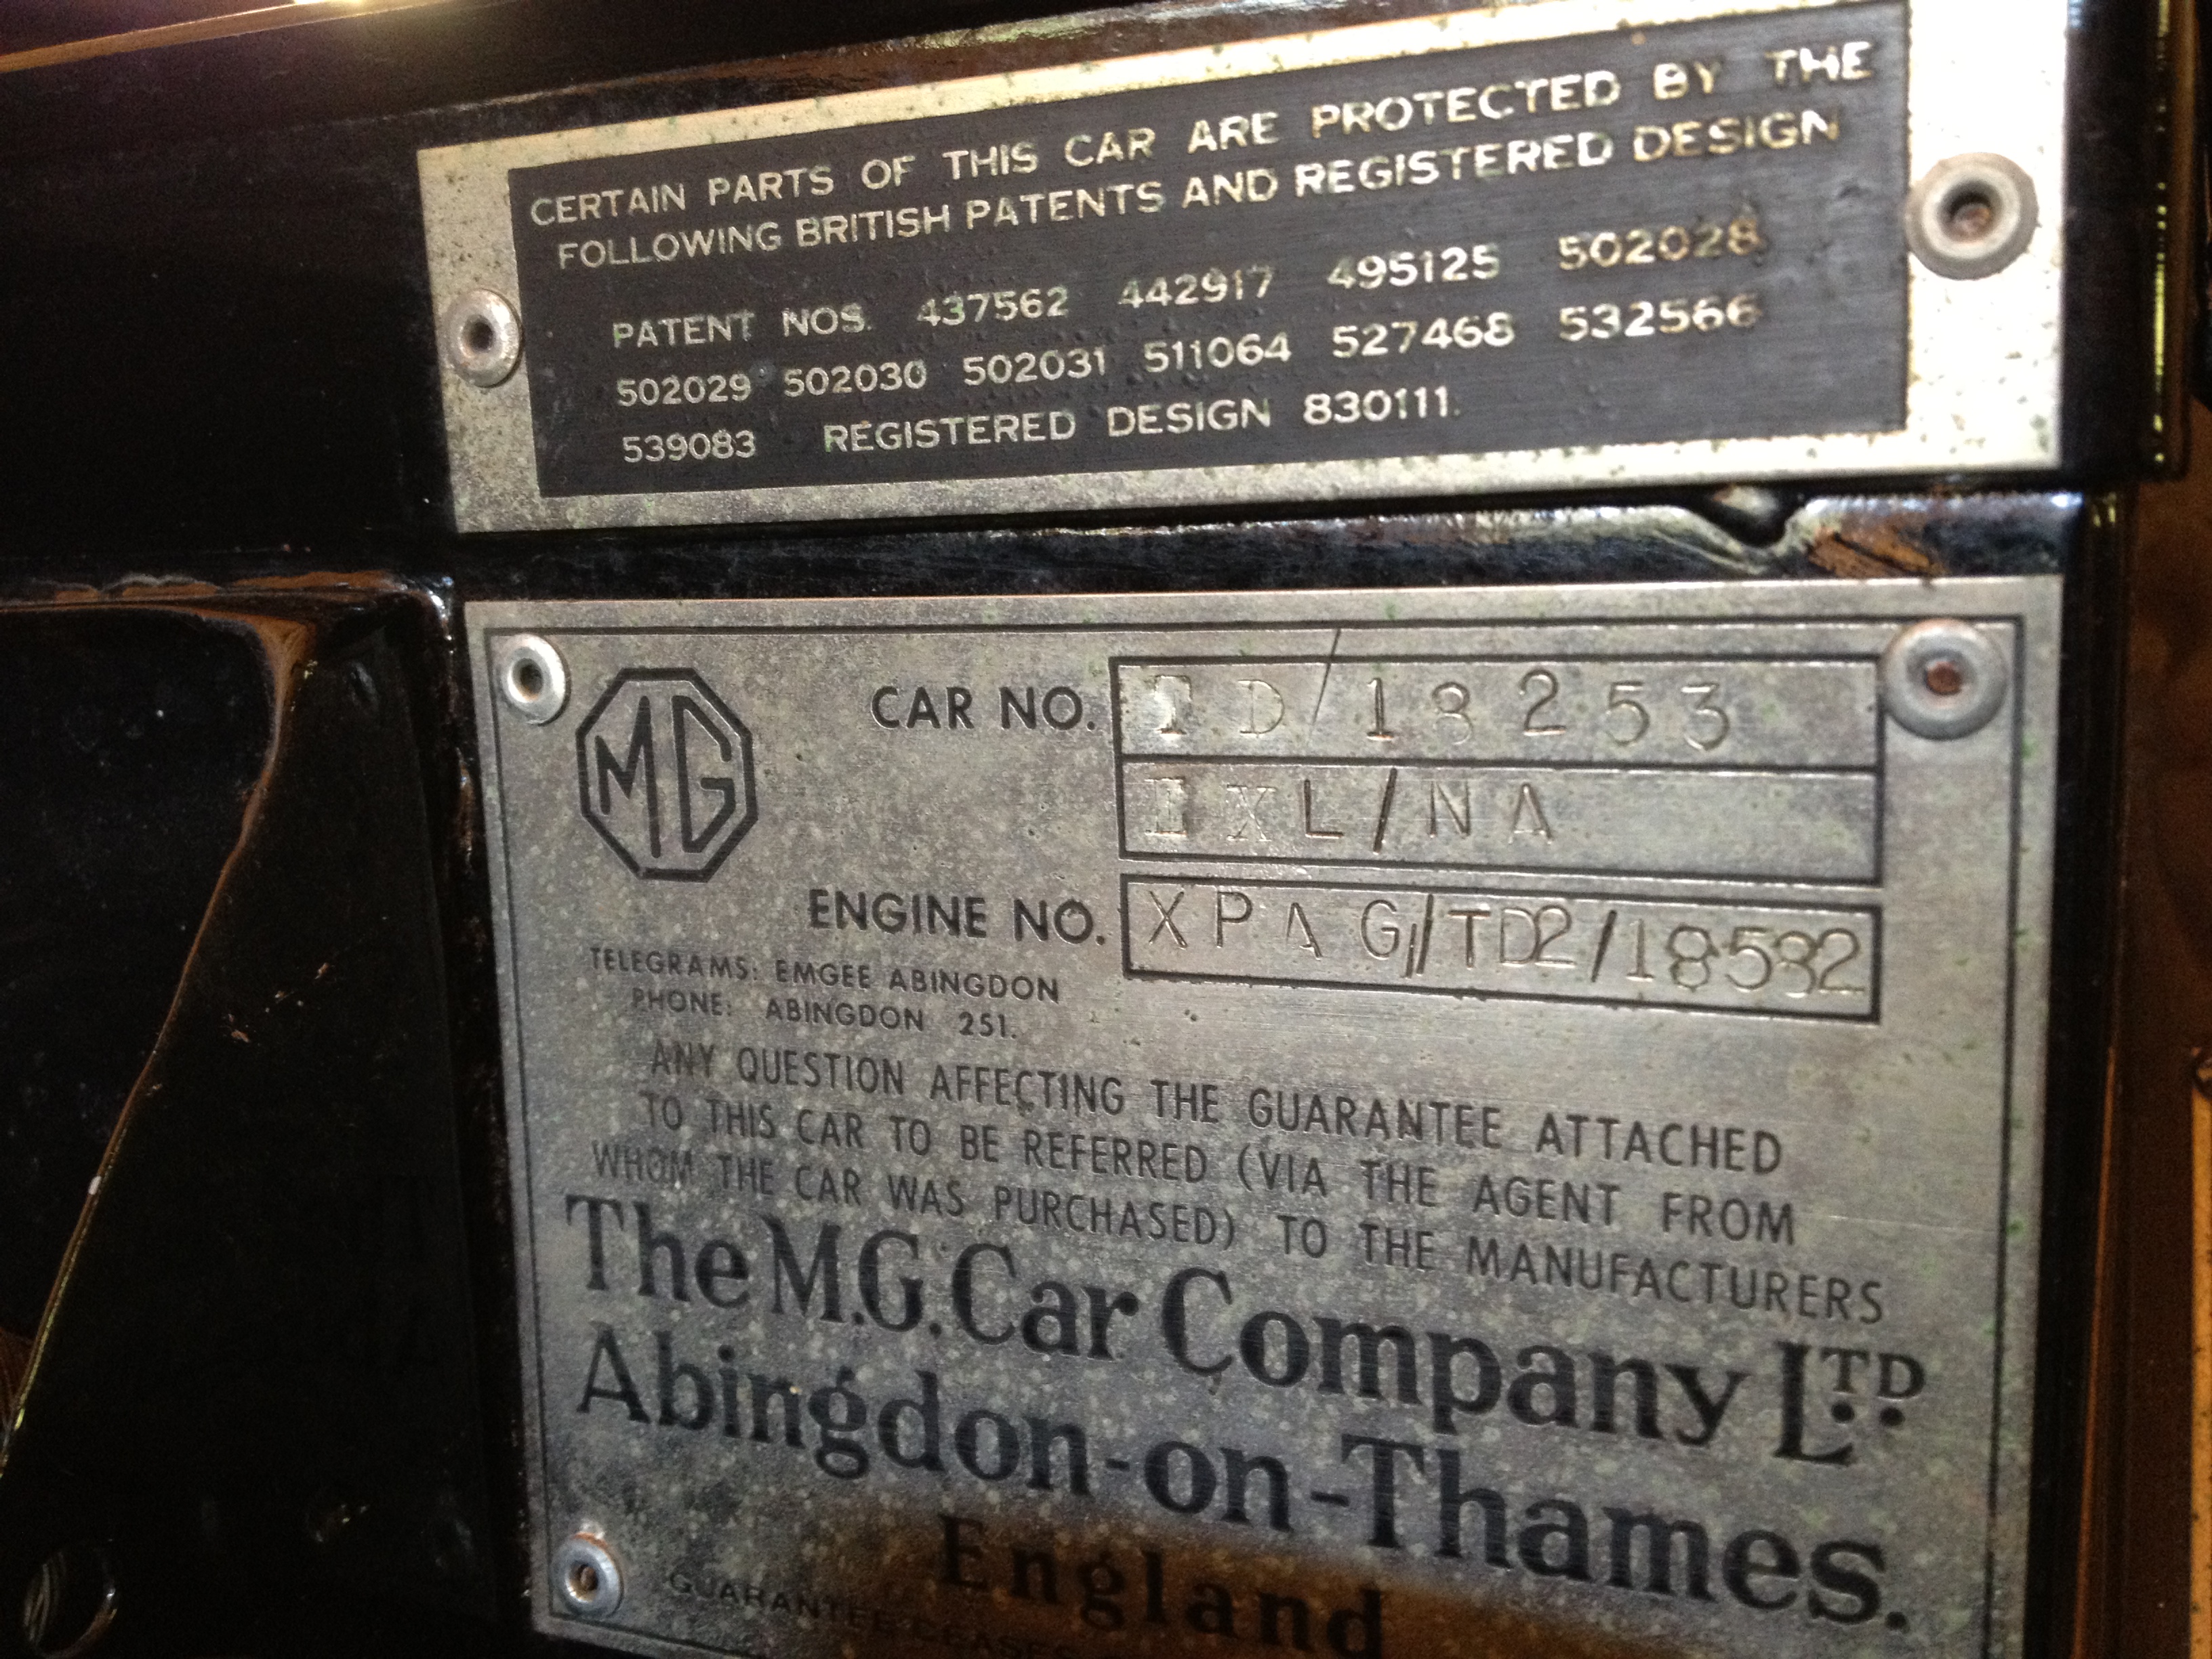 CERTAIN PARTS OF THIS CAR ARE PROTECTED BY THE
FOLLOWING BRITISH PATENTS AND REGISTERED DESIGN
PATENT NOS. 437562 442917 495125 502028
502029 502030 502031 511064 527468 532566
539083 REGISTERED DESIGN 830111.
MG
CAR NO. TD/18253
EXL/NA
ENGINE NO. XPAG/TD2/18582
TELEGRAMS: EMGEE ABINGDON
PHONE: ABINGDON 251.
ANY QUESTION AFFECTING THE GUARANTEE ATTACHED
TO THIS CAR TO BE REFERRED (VIA THE AGENT FROM
WHOM THE CAR WAS PURCHASED) TO THE MANUFACTURERS
The M.G. Car Company LTD.
Abingdon-on-Thames.
England
GUARANTEE